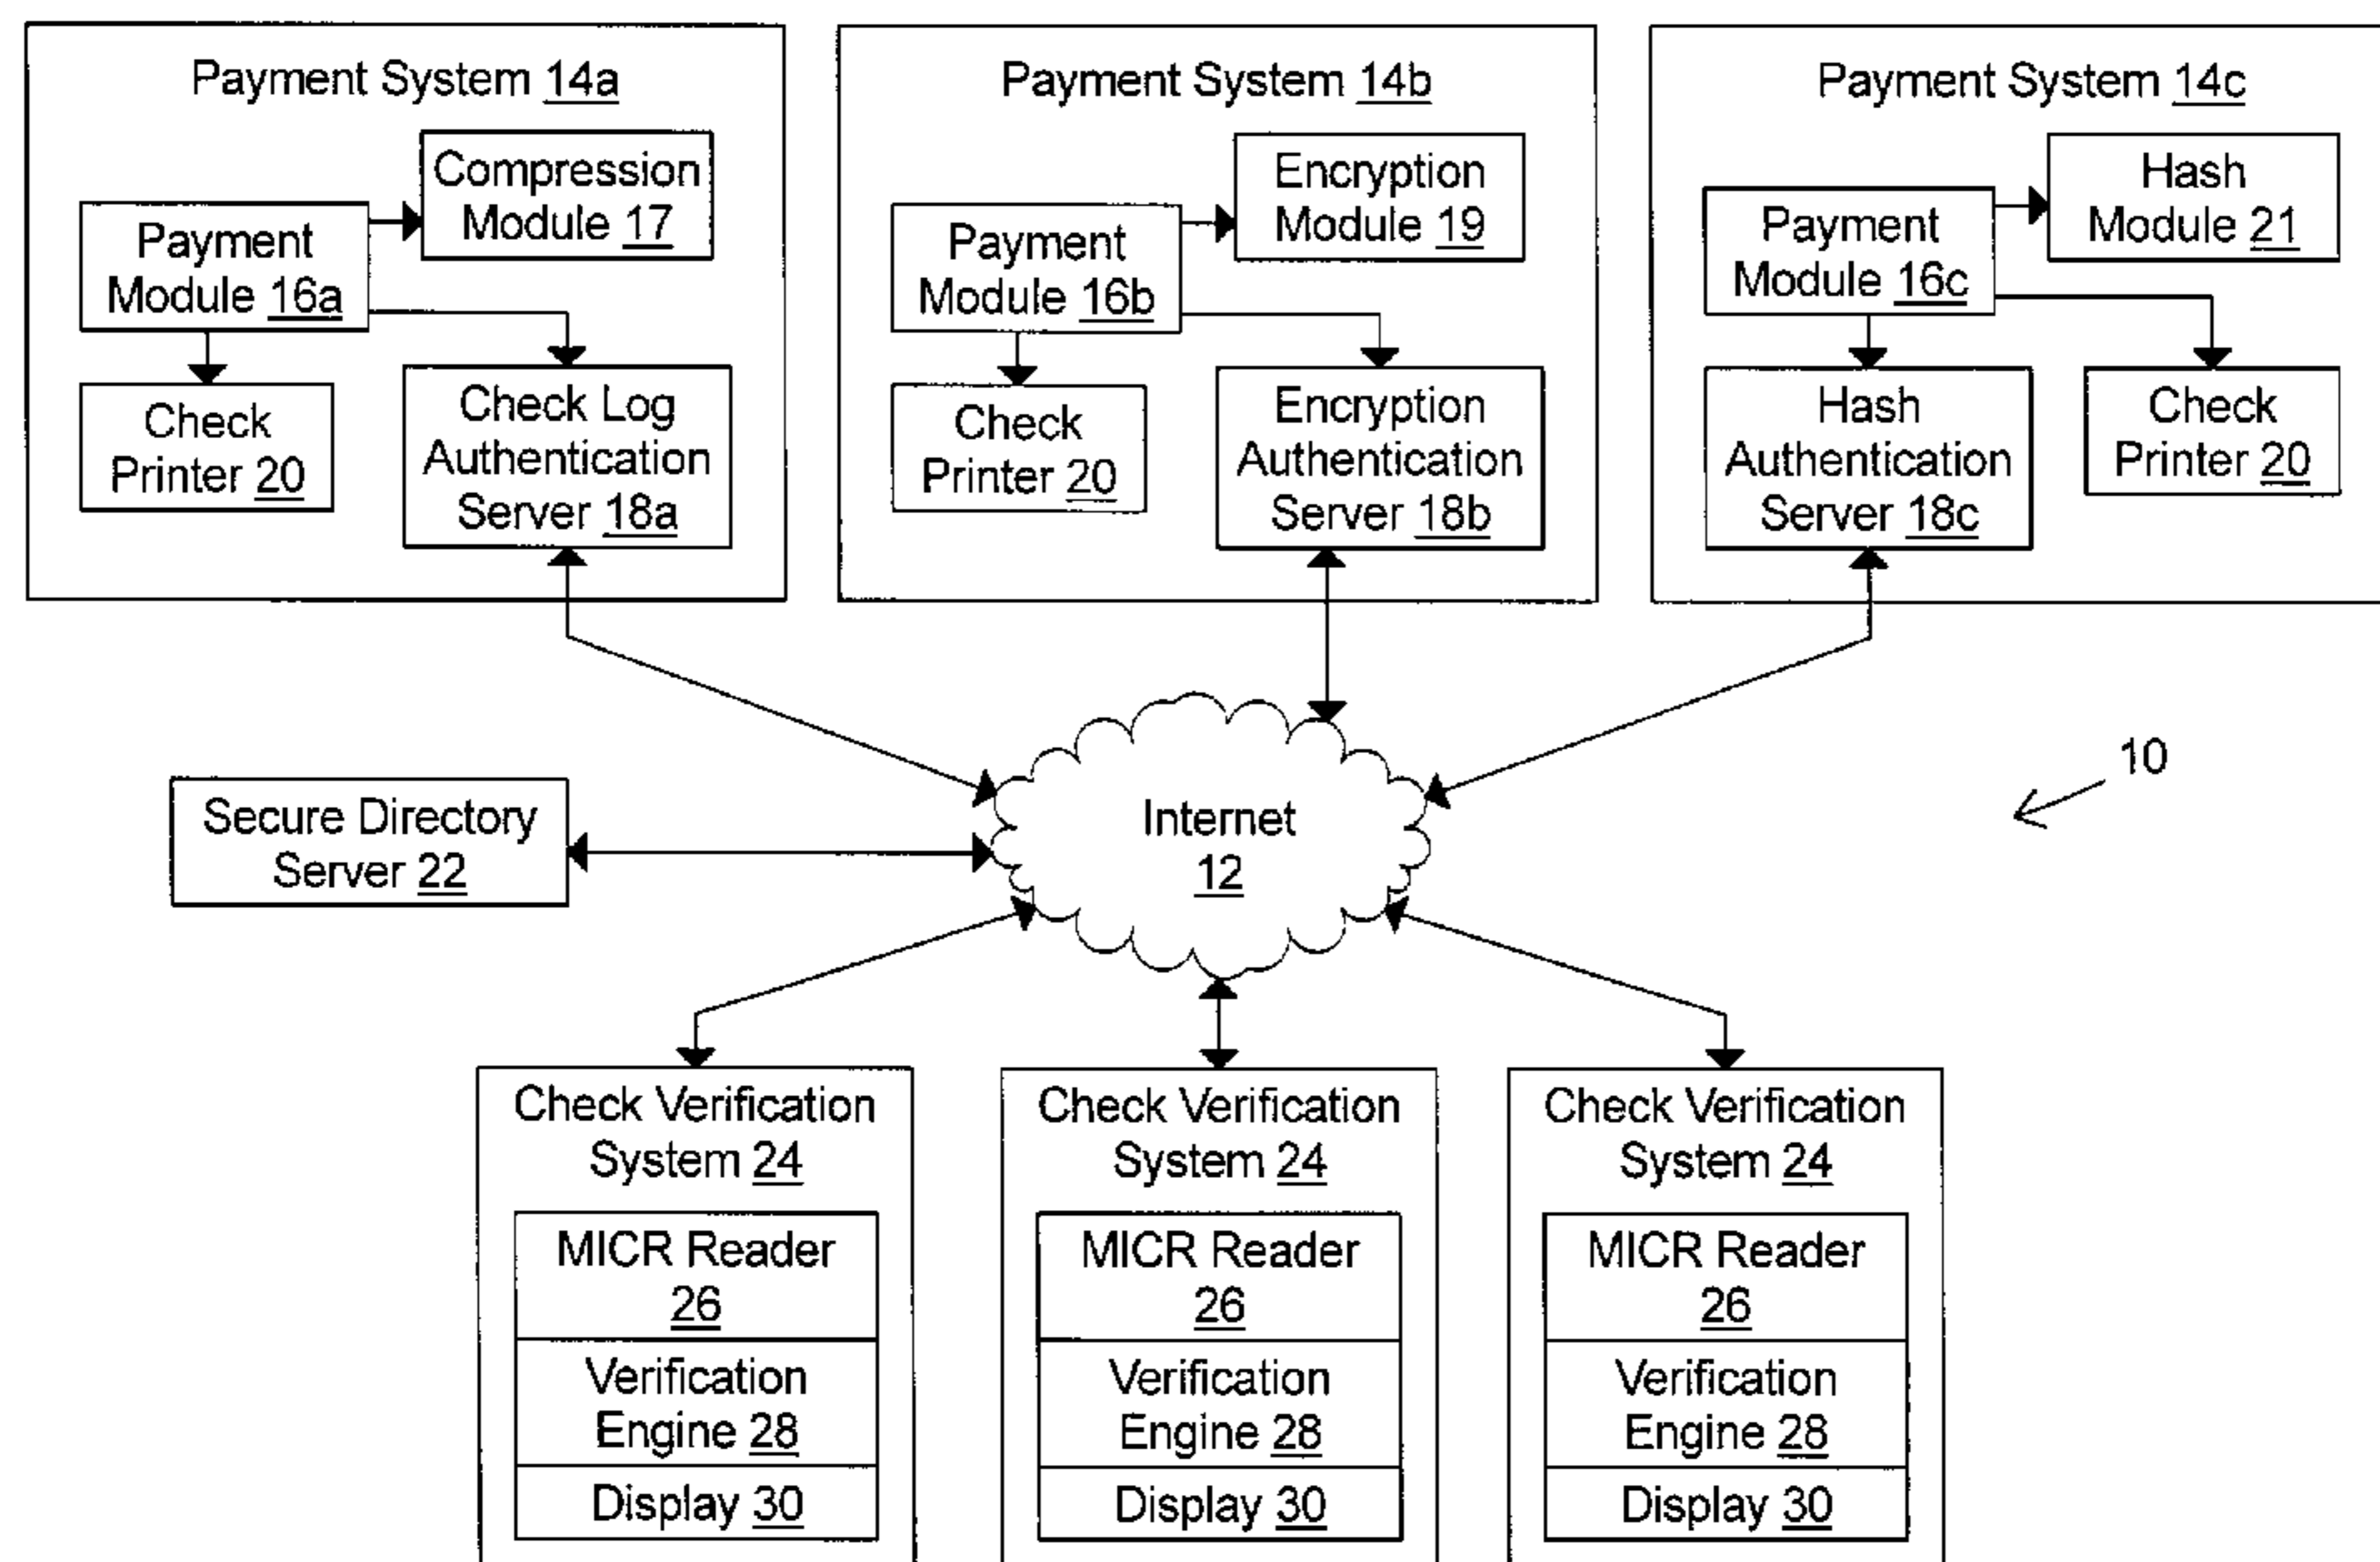 Payment System 14a
Compression
Module 17
Payment
Module 16a
Check
Printer 20
Check Log
Authentication
Server 18a
Payment System 14b
Encryption
Module 19
Payment
Module 16b
Check
Printer 20
Encryption
Authentication
Server 18b
Payment System 14c
Hash
Module 21
Payment
Module 16c
Hash
Authentication
Server 18c
Check
Printer 20
10
Secure Directory
Server 22
Internet
12
Check Verification
System 24
MICR Reader
26
Verification
Engine 28
Display 30
Check Verification
System 24
MICR Reader
26
Verification
Engine 28
Display 30
Check Verification
System 24
MICR Reader
26
Verification
Engine 28
Display 30